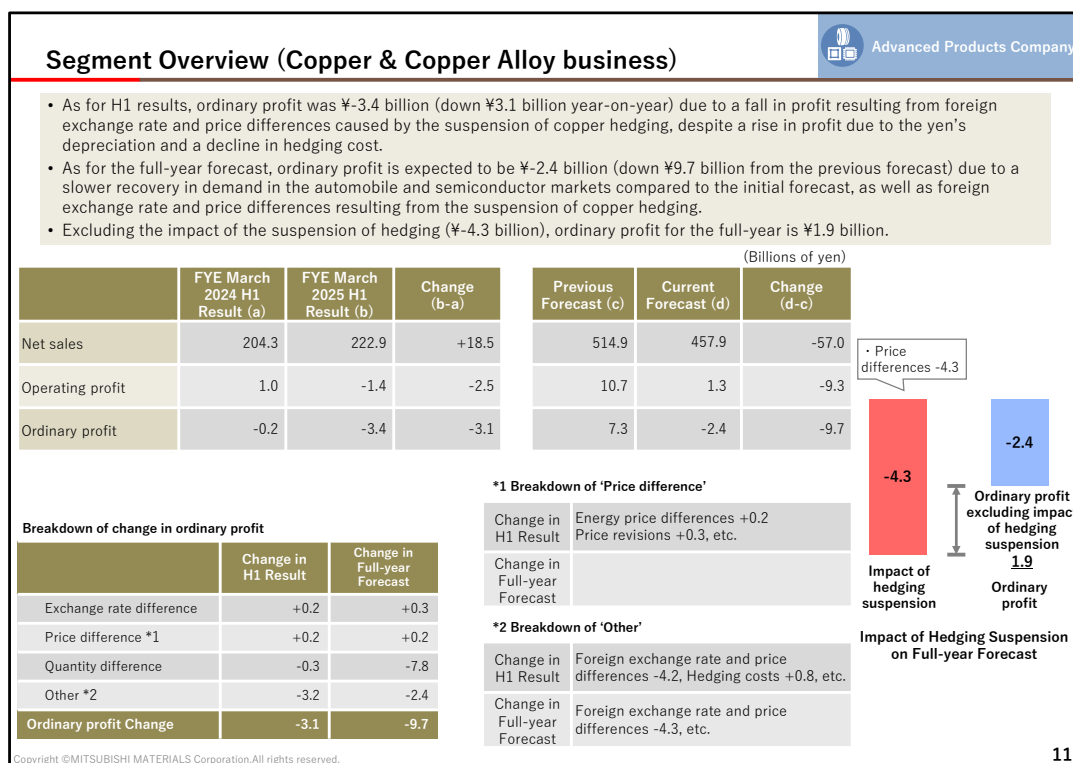 Segment Overview (Copper & Copper Alloy business)
Advanced Products Company
• As for H1 results, ordinary profit was ¥-3.4 billion (down ¥3.1 billion year-on-year) due to a fall in profit resulting from foreign
exchange rate and price differences caused by the suspension of copper hedging, despite a rise in profit due to the yen's
depreciation and a decline in hedging cost.
• As for the full-year forecast, ordinary profit is expected to be ¥-2.4 billion (down ¥9.7 billion from the previous forecast) due to a
slower recovery in demand in the automobile and semiconductor markets compared to the initial forecast, as well as foreign
exchange rate and price differences resulting from the suspension of copper hedging.
• Excluding the impact of the suspension of hedging (¥-4.3 billion), ordinary profit for the full-year is ¥1.9 billion.
(Billions of yen)
FYE March
2024 H1
Result (a)
FYE March
2025 H1
Result (b)
Change
(b-a)
Previous
Forecast (c)
Current
Forecast (d)
Change
(d-c)
Net sales 204.3 222.9 +18.5 514.9 457.9 -57.0
Operating profit 1.0 -1.4 -2.5 10.7 1.3 -9.3
Ordinary profit -0.2 -3.4 -3.1 7.3 -2.4 -9.7
・Price
differences -4.3
-4.3
-2.4
Ordinary profit
excluding impact
of hedging
suspension
1.9
Impact of
hedging
suspension
Ordinary
profit
Impact of Hedging Suspension
on Full-year Forecast
Breakdown of change in ordinary profit
Change in
H1 Result
Change in
Full-year
Forecast
Exchange rate difference +0.2 +0.3
Price difference *1 +0.2 +0.2
Quantity difference -0.3 -7.8
Other *2 -3.2 -2.4
Ordinary profit Change -3.1 -9.7
*1 Breakdown of 'Price difference'
Change in
H1 Result
Energy price differences +0.2
Price revisions +0.3, etc.
Change in
Full-year
Forecast
*2 Breakdown of 'Other'
Change in
H1 Result
Foreign exchange rate and price
differences -4.2, Hedging costs +0.8, etc.
Change in
Full-year
Forecast
Foreign exchange rate and price
differences -4.3, etc.
Copyright ©MITSUBISHI MATERIALS Corporation.All rights reserved.
11